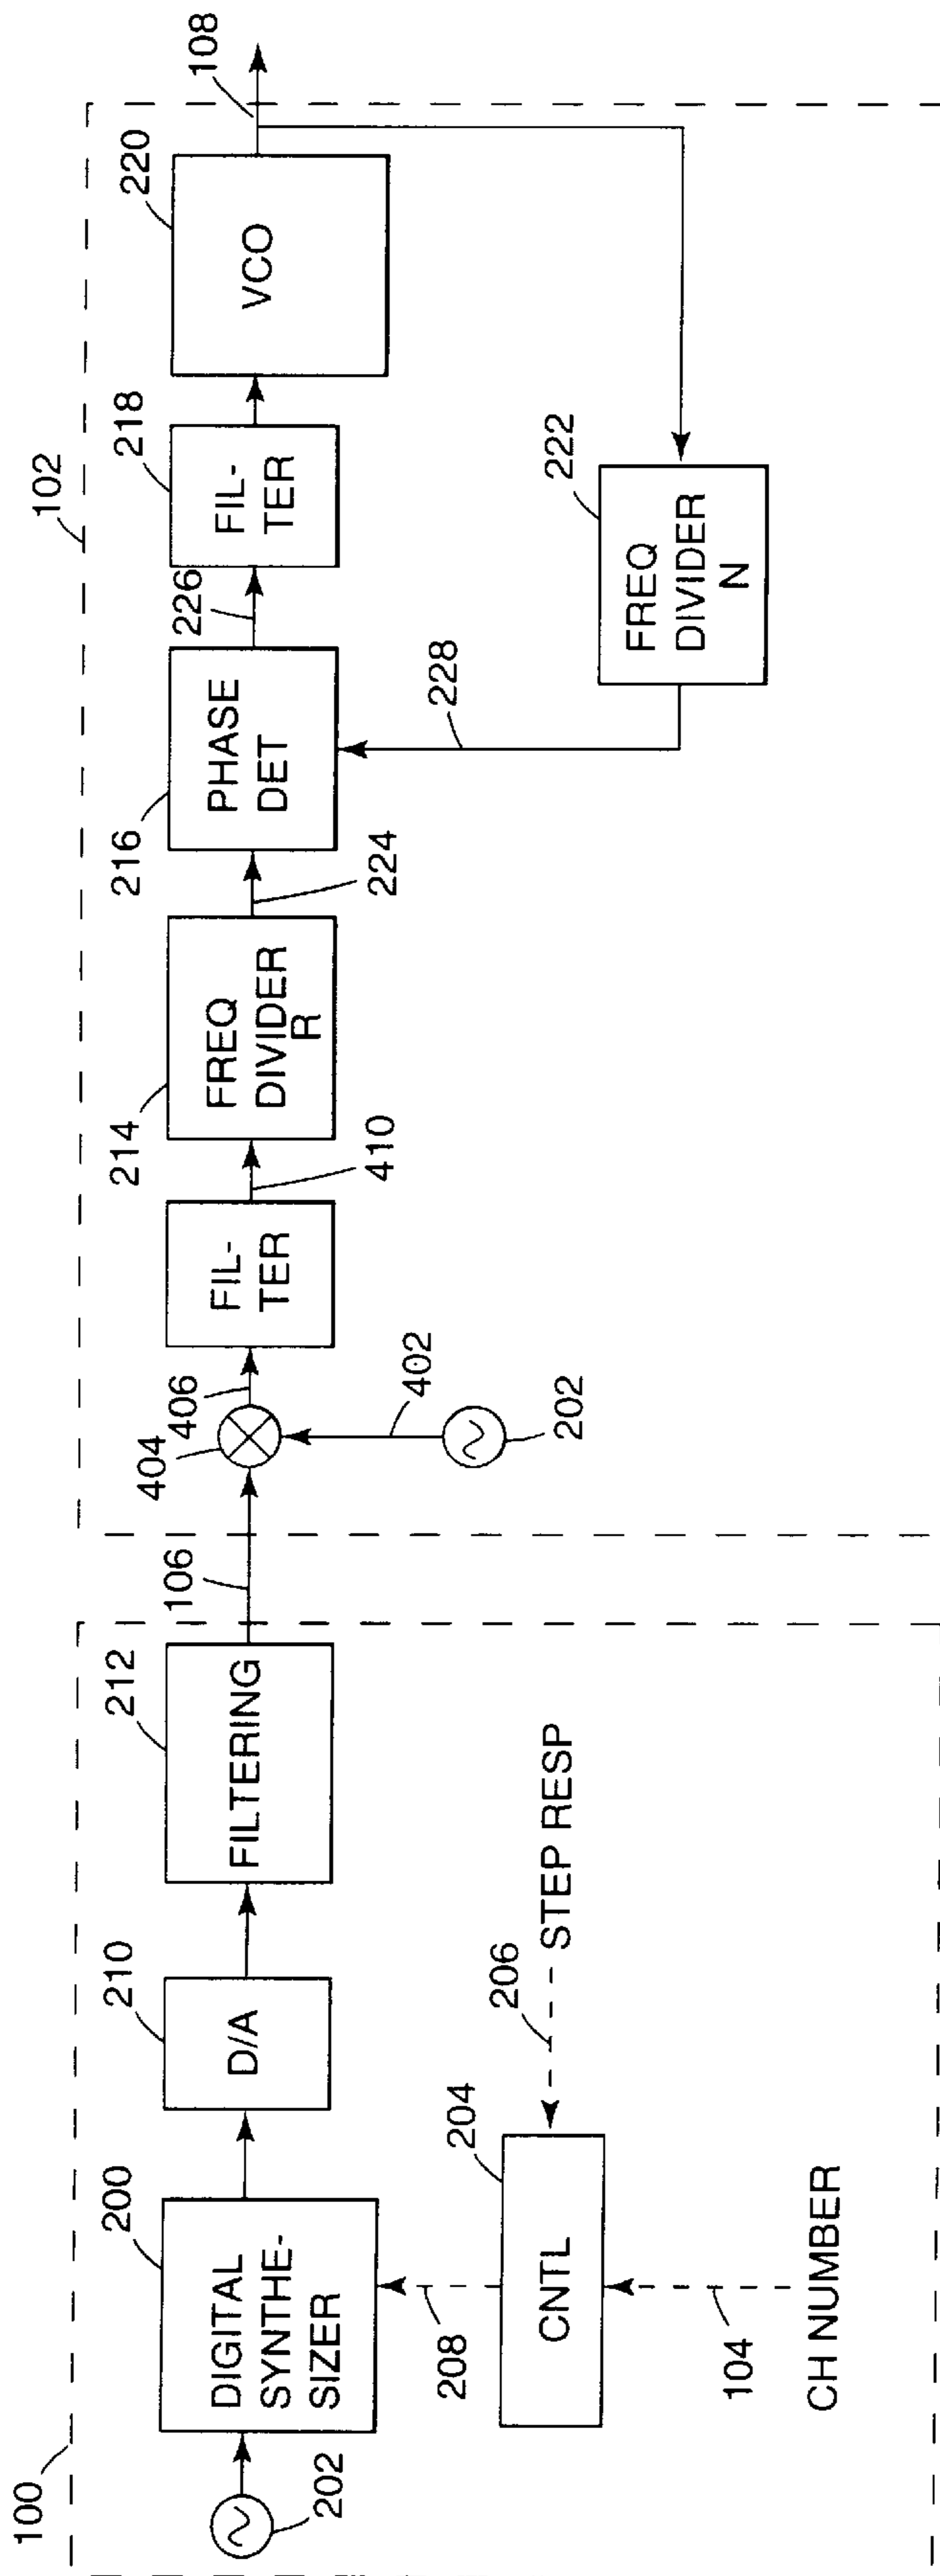 100
202
200
DIGITAL
SYNTHE-
SIZER
208
204
CNTL
206
STEP RESP
104
CH NUMBER
210
D/A
212
FILTERING
106
102
404
406
402
202
FIL-
TER
410
214
FREQ
DIVIDER
R
224
216
PHASE
DET
226
228
218
FIL-
TER
220
VCO
108
222
FREQ
DIVIDER
N